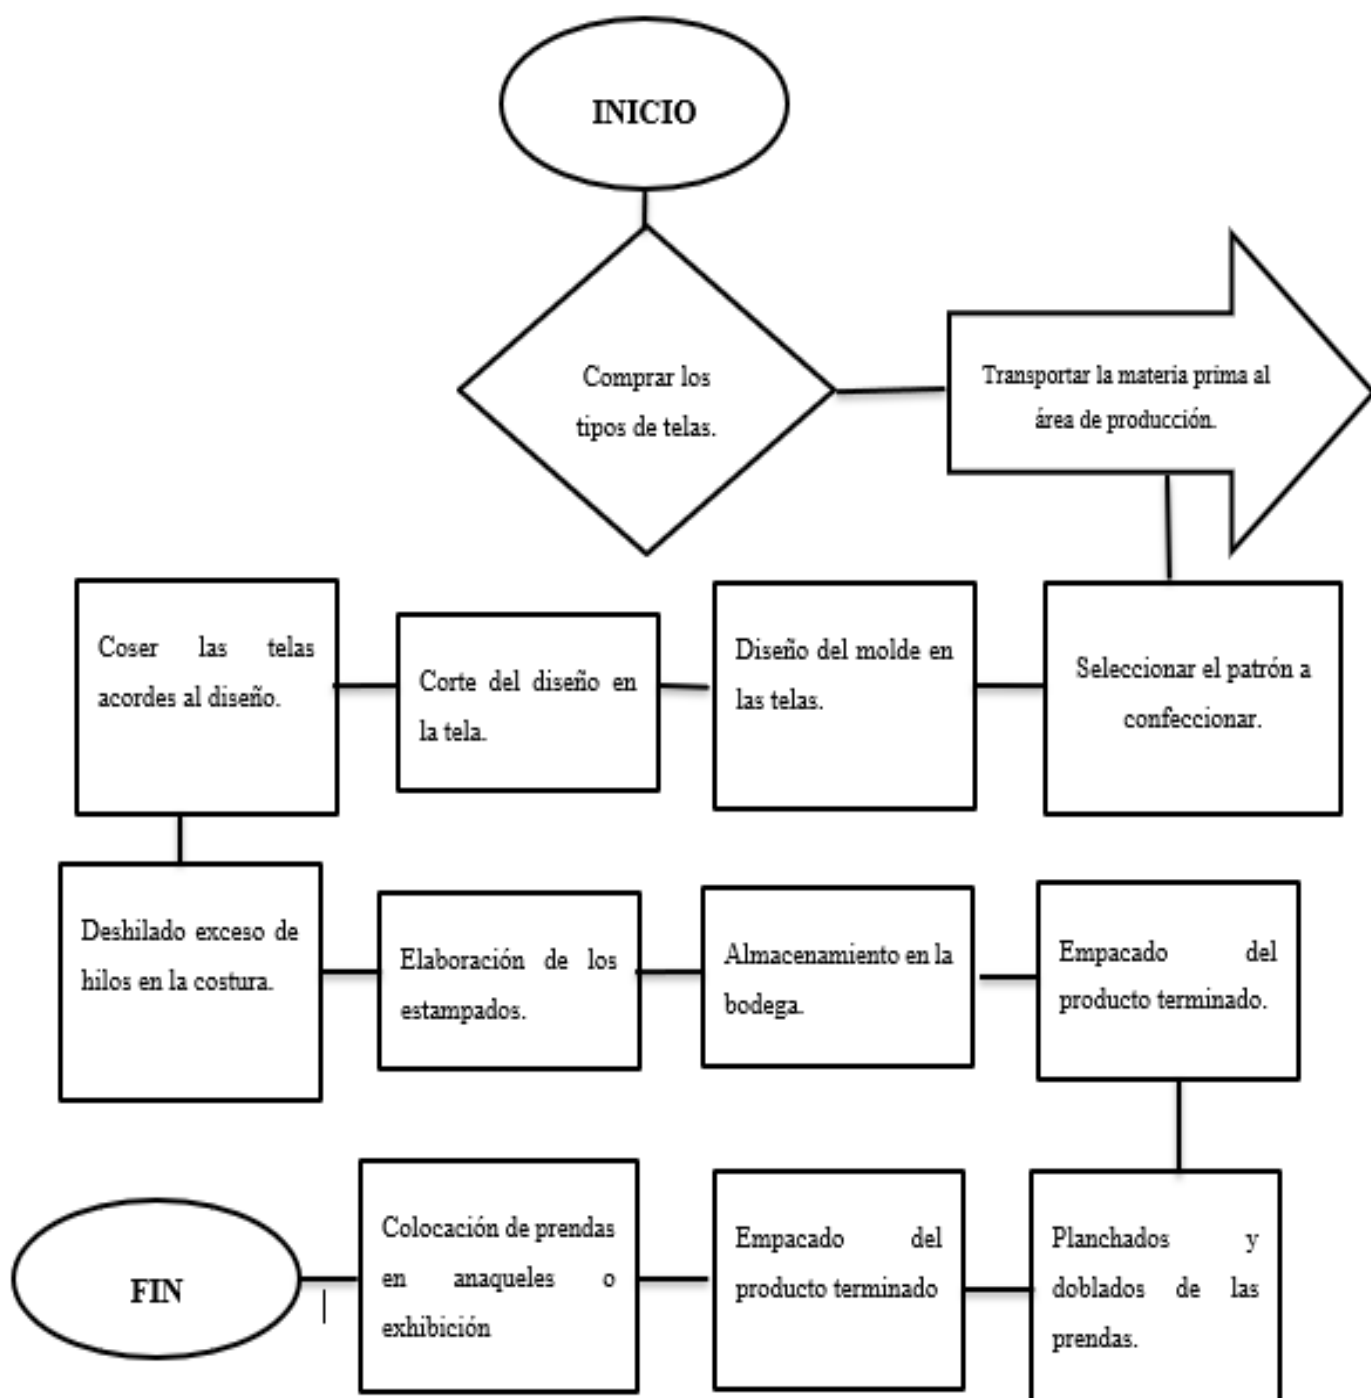 INICIO
Comprar los
tipos de telas.
Transportar la materia prima al
área de producción.
Seleccionar el patrón a
confeccionar.
Diseño del molde en
las telas.
Corte del diseño en
la tela.
Coser las telas
acordes al diseño.
Deshilado exceso de
hilos en la costura.
Elaboración de los
estampados.
Almacenamiento en la
bodega.
Empacado del
producto terminado.
Planchados y
doblados de las
prendas.
Empacado del
producto terminado
Colocación de prendas
en anaqueles o
exhibición
FIN